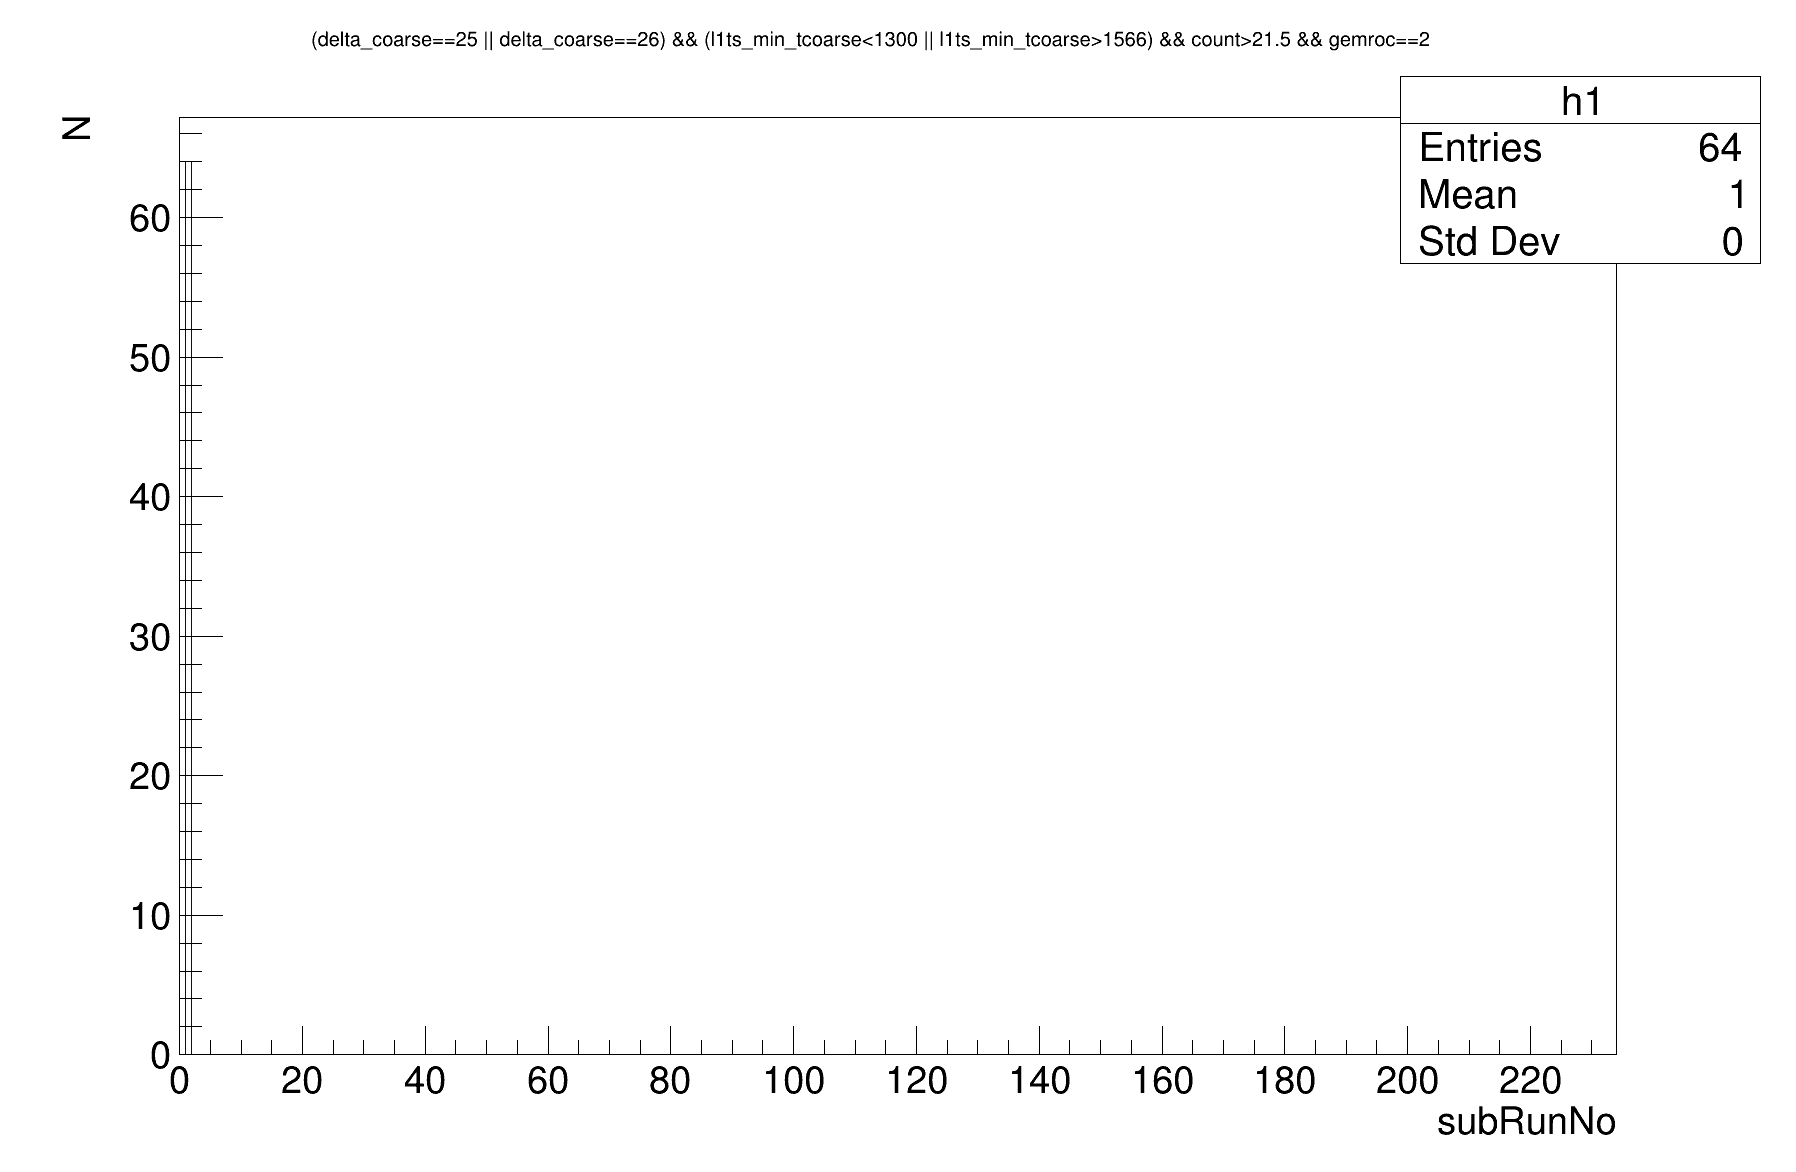 (delta_coarse==25 || delta_coarse==26) && (l1ts_min_tcoarse<1300 || l1ts_min_tcoarse>1566) && count>21.5 && gemroc==2
h1
Entries 64
Mean 1
Std Dev 0
N
60
50
40
30
20
10
0
0 20 40 60 80 100 120 140 160 180 200 220
subRunNo